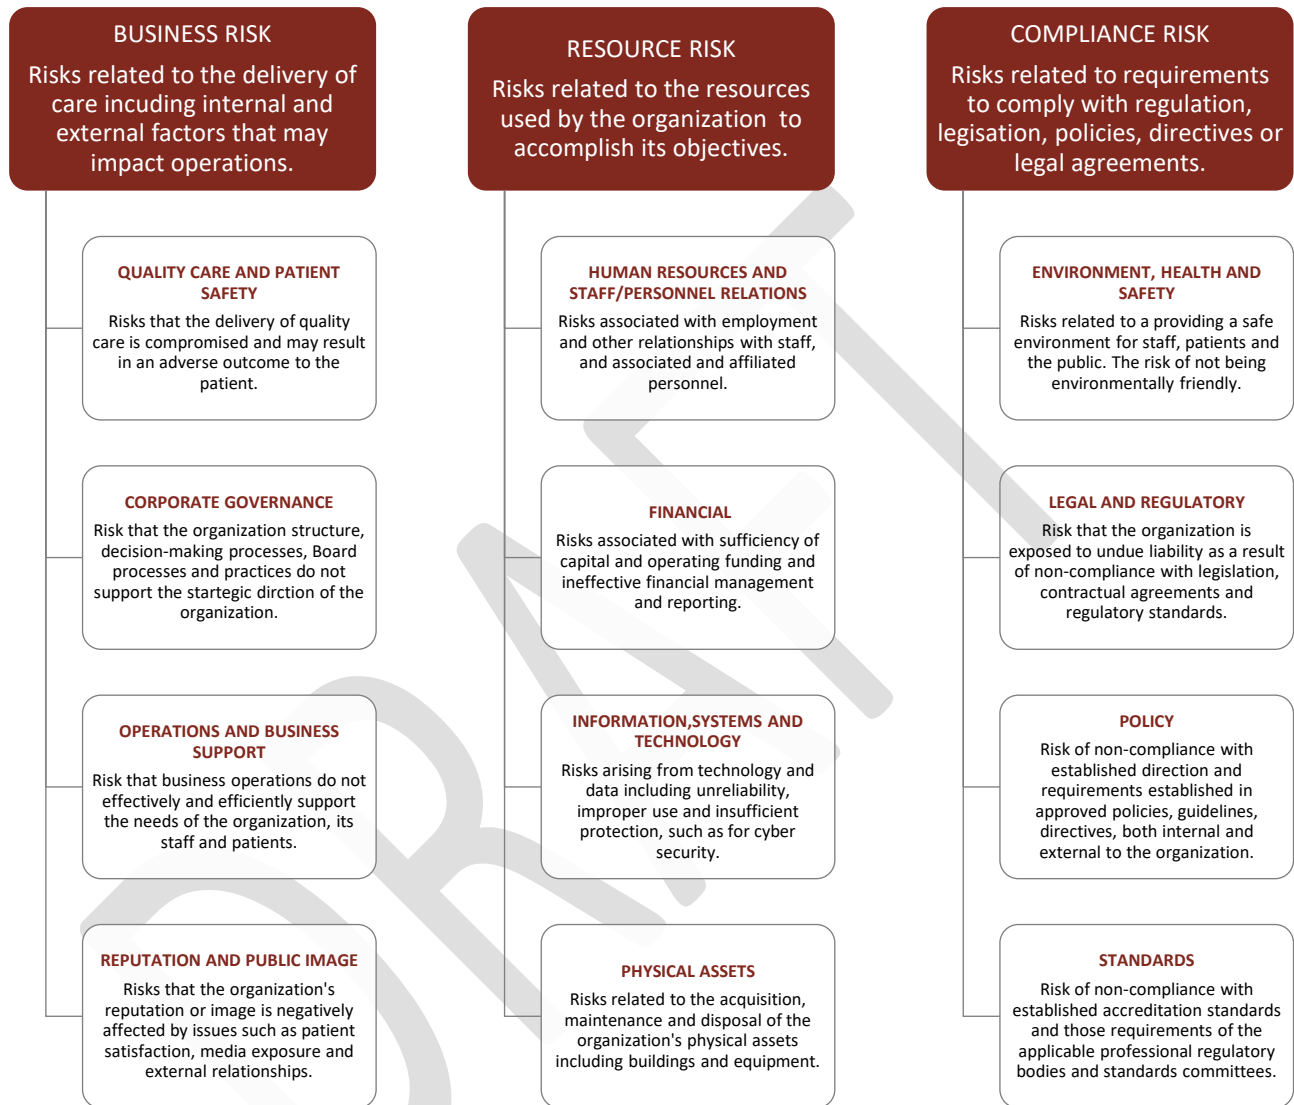 BUSINESS RISK
Risks related to the delivery of
care incuding internal and
external factors that may
impact operations.
QUALITY CARE AND PATIENT
SAFETY
Risks that the delivery of quality
care is compromised and may result
in an adverse outcome to the
patient.
CORPORATE GOVERNANCE
Risk that the organization structure,
decision-making processes, Board
processes and practices do not
support the startegic dirction of the
organization.
OPERATIONS AND BUSINESS
SUPPORT
Risk that business operations do not
effectively and efficiently support
the needs of the organization, its
staff and patients.
REPUTATION AND PUBLIC IMAGE
Risks that the organization's
reputation or image is negatively
affected by issues such as patient
satisfaction, media exposure and
external relationships.
RESOURCE RISK
Risks related to the resources
used by the organization to
accomplish its objectives.
HUMAN RESOURCES AND
STAFF/PERSONNEL RELATIONS
Risks associated with employment
and other relationships with staff,
and associated and affiliated
personnel.
FINANCIAL
Risks associated with sufficiency of
capital and operating funding and
ineffective financial management
and reporting.
INFORMATION,SYSTEMS AND
TECHNOLOGY
Risks arising from technology and
data including unreliability,
improper use and insufficient
protection, such as for cyber
security.
PHYSICAL ASSETS
Risks related to the acquisition,
maintenance and disposal of the
organization's physical assets
including buildings and equipment.
COMPLIANCE RISK
Risks related to requirements
to comply with regulation,
legisation, policies, directives or
legal agreements.
ENVIRONMENT, HEALTH AND
SAFETY
Risks related to a providing a safe
environment for staff, patients and
the public. The risk of not being
environmentally friendly.
LEGAL AND REGULATORY
Risk that the organization is
exposed to undue liability as a result
of non-compliance with legislation,
contractual agreements and
regulatory standards.
POLICY
Risk of non-compliance with
established direction and
requirements established in
approved policies, guidelines,
directives, both internal and
external to the organization.
STANDARDS
Risk of non-compliance with
established accreditation standards
and those requirements of the
applicable professional regulatory
bodies and standards committees.
DRAFT